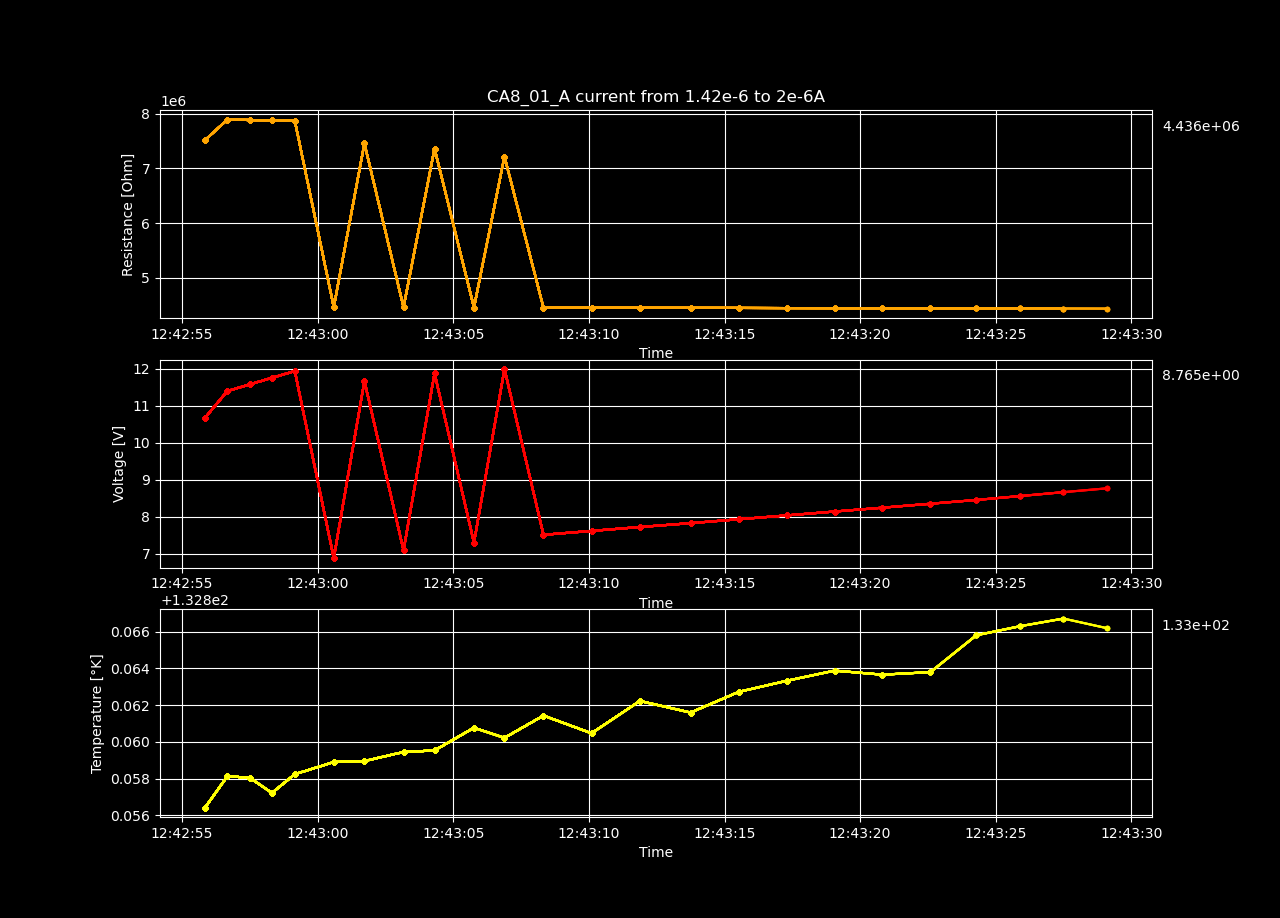 CA8_01_A current from 1.42e-6 to 2e-6A
1e6
8
7
6
5
Resistance [Ohm]
4.436e+06
12:42:55 12:43:00 12:43:05 12:43:10 12:43:15 12:43:20 12:43:25 12:43:30
Time
12
11
10
9
8
7
Voltage [V]
8.765e+00
12:42:55 12:43:00 12:43:05 12:43:10 12:43:15 12:43:20 12:43:25 12:43:30
Time
+1.328e2
0.066
0.064
0.062
0.060
0.058
0.056
Temperature [°K]
1.33e+02
12:42:55 12:43:00 12:43:05 12:43:10 12:43:15 12:43:20 12:43:25 12:43:30
Time